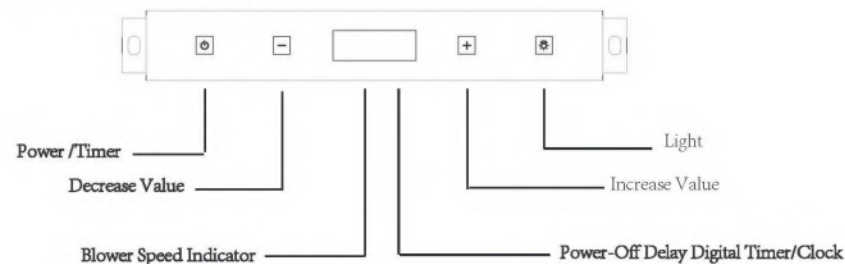 Power /Timer
Light
Decrease Value
Increase Value
Blower Speed Indicator
Power-Off Delay Digital Timer/Clock